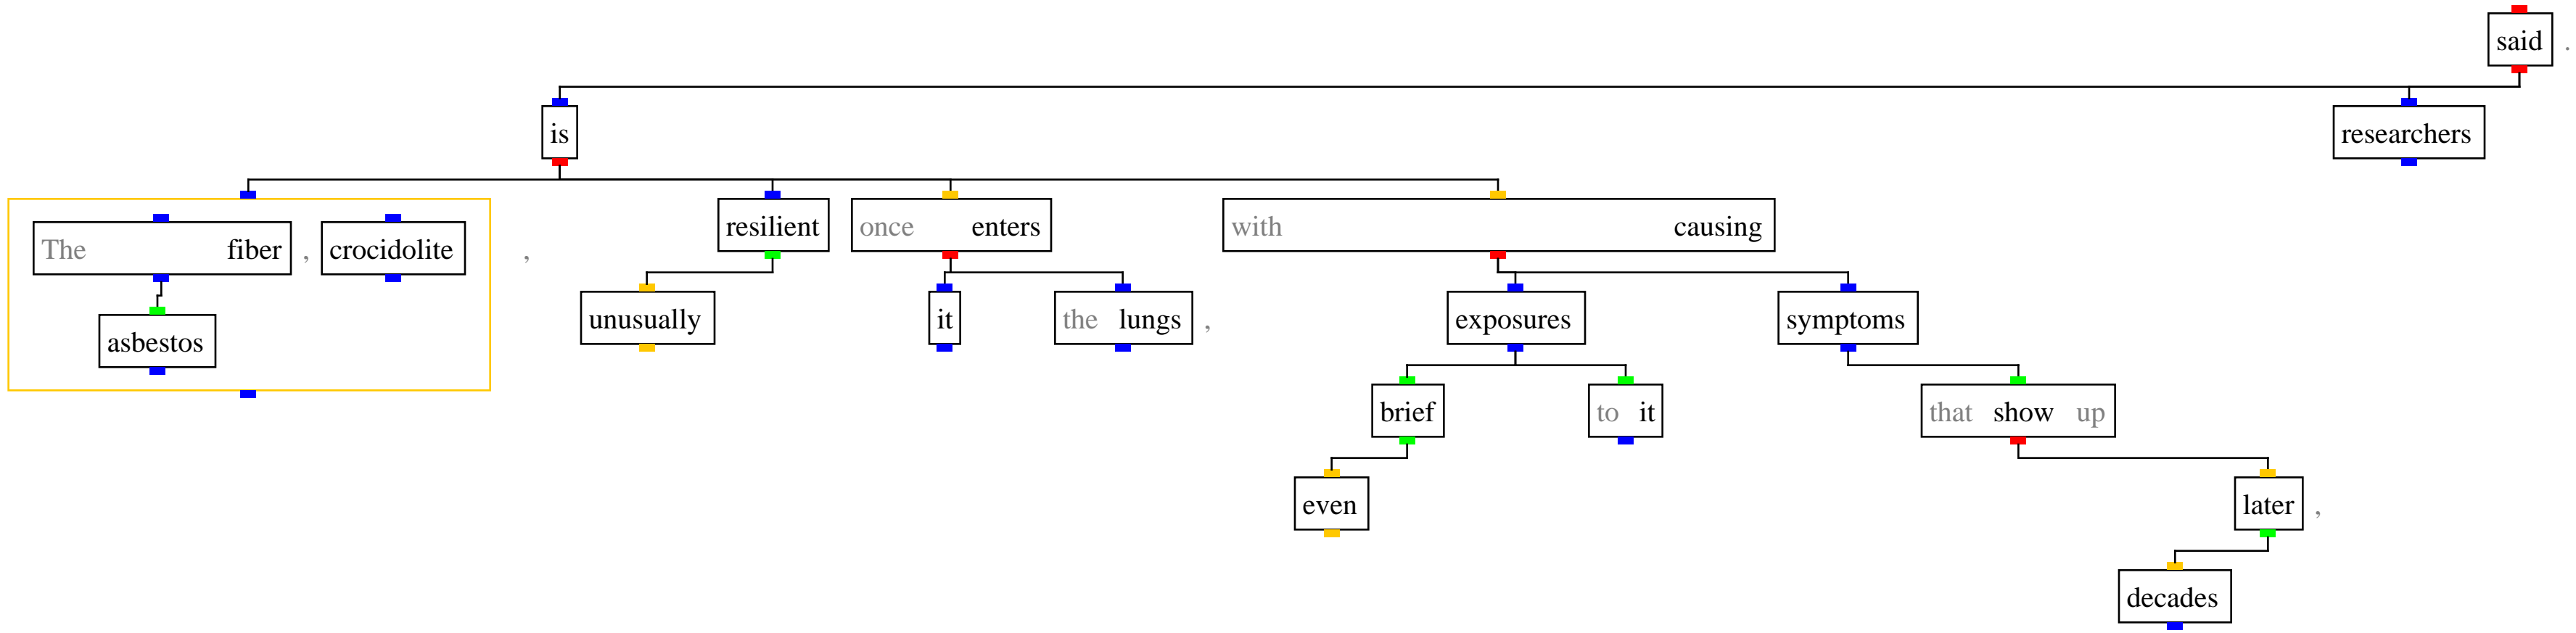 said .
is researchers
The fiber , crocidolite , resilient once enters with causing
asbestos unusually it the lungs , exposures symptoms
brief to it that show up
even later ,
decades